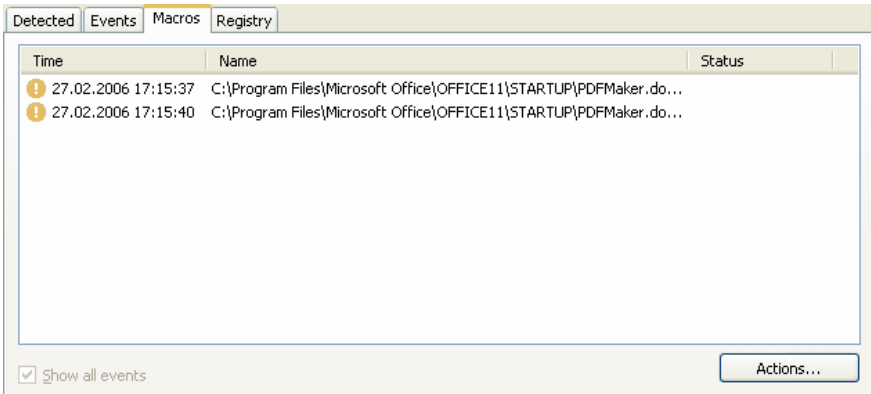 Detected Events Macros Registry
Time Name Status
27.02.2006 17:15:37 C:\Program Files\Microsoft Office\OFFICE11\STARTUP\PDFMaker.do...
27.02.2006 17:15:40 C:\Program Files\Microsoft Office\OFFICE11\STARTUP\PDFMaker.do...
Show all events Actions...